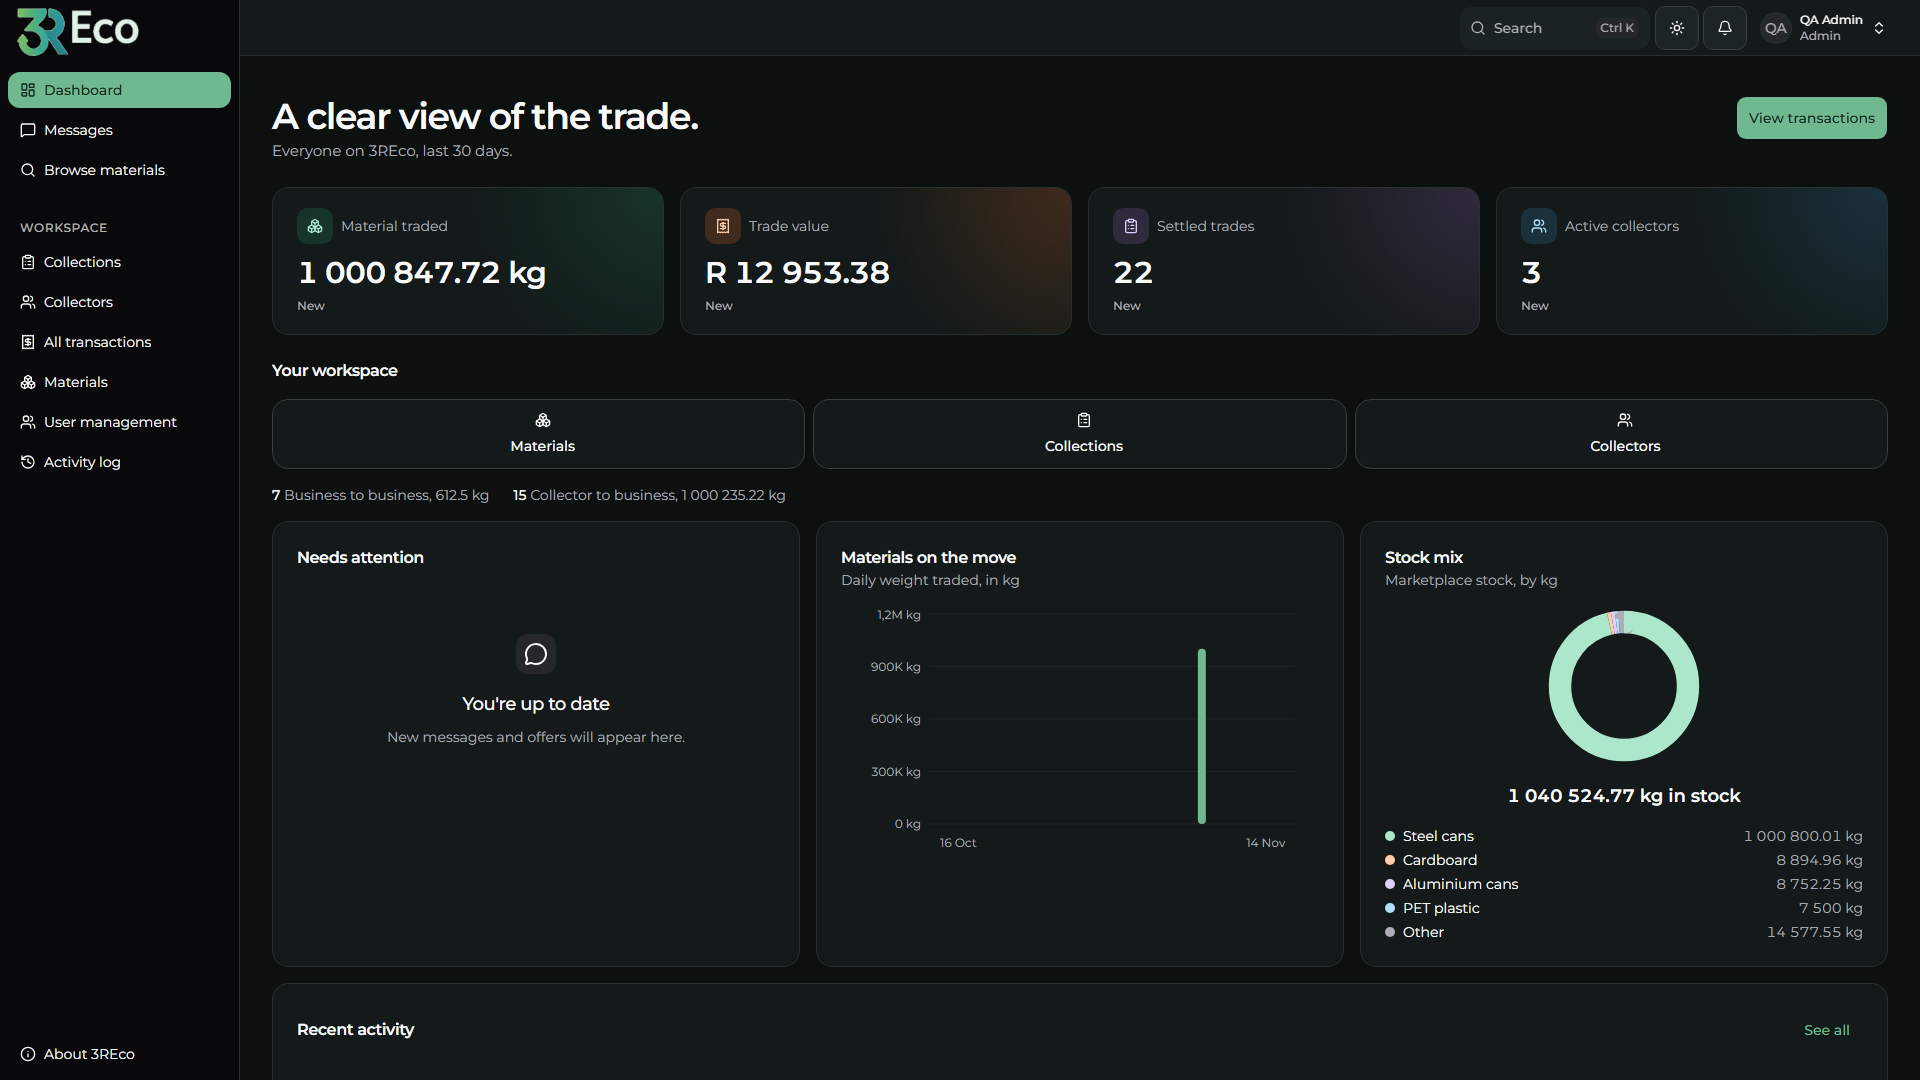 3REco
Search
Ctrl K
QA
QA Admin
Admin
Dashboard
Messages
Browse materials
WORKSPACE
Collections
Collectors
All transactions
Materials
User management
Activity log
About 3REco
A clear view of the trade.
Everyone on 3REco, last 30 days.
View transactions
Material traded
1 000 847.72 kg
New
Trade value
R 12 953.38
New
Settled trades
22
New
Active collectors
3
New
Your workspace
Materials
Collections
Collectors
7 Business to business, 612.5 kg
15 Collector to business, 1 000 235.22 kg
Needs attention
You're up to date
New messages and offers will appear here.
Materials on the move
Daily weight traded, in kg
1,2M kg
900K kg
600K kg
300K kg
0 kg
16 Oct
14 Nov
Stock mix
Marketplace stock, by kg
1 040 524.77 kg in stock
Steel cans 1 000 800.01 kg
Cardboard 8 894.96 kg
Aluminium cans 8 752.25 kg
PET plastic 7 500 kg
Other 14 577.55 kg
Recent activity
See all